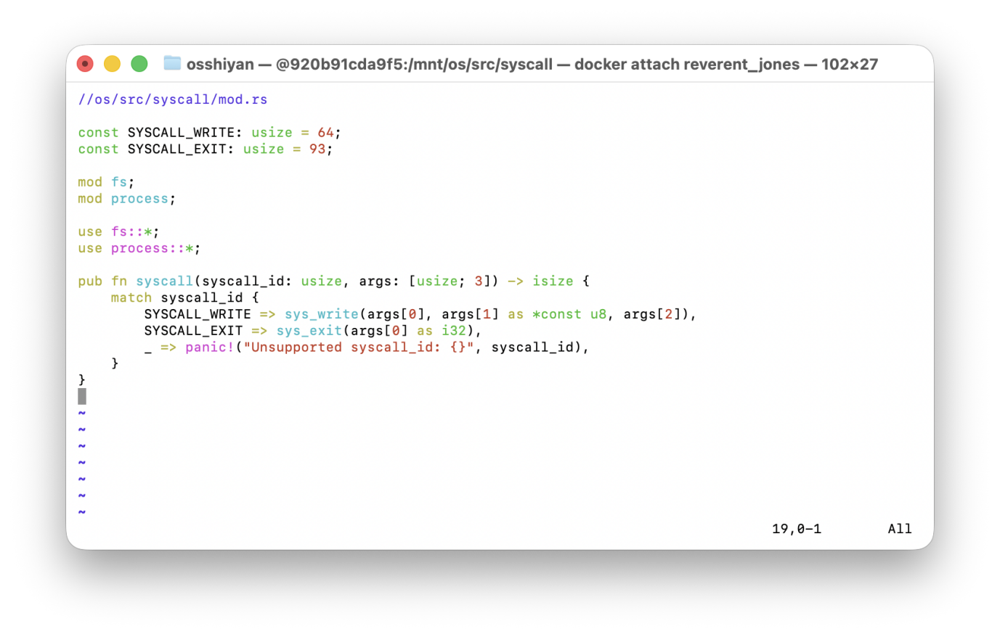 osshiyan — @920b91cda9f5:/mnt/os/src/syscall — docker attach reverent_jones — 102×27
//os/src/syscall/mod.rs

const SYSCALL_WRITE: usize = 64;
const SYSCALL_EXIT: usize = 93;

mod fs;
mod process;

use fs::*;
use process::*;

pub fn syscall(syscall_id: usize, args: [usize; 3]) -> isize {
    match syscall_id {
        SYSCALL_WRITE => sys_write(args[0], args[1] as *const u8, args[2]),
        SYSCALL_EXIT => sys_exit(args[0] as i32),
        _ => panic!("Unsupported syscall_id: {}", syscall_id),
    }
}

~
~
~
~
~
~
~
19,0-1        All